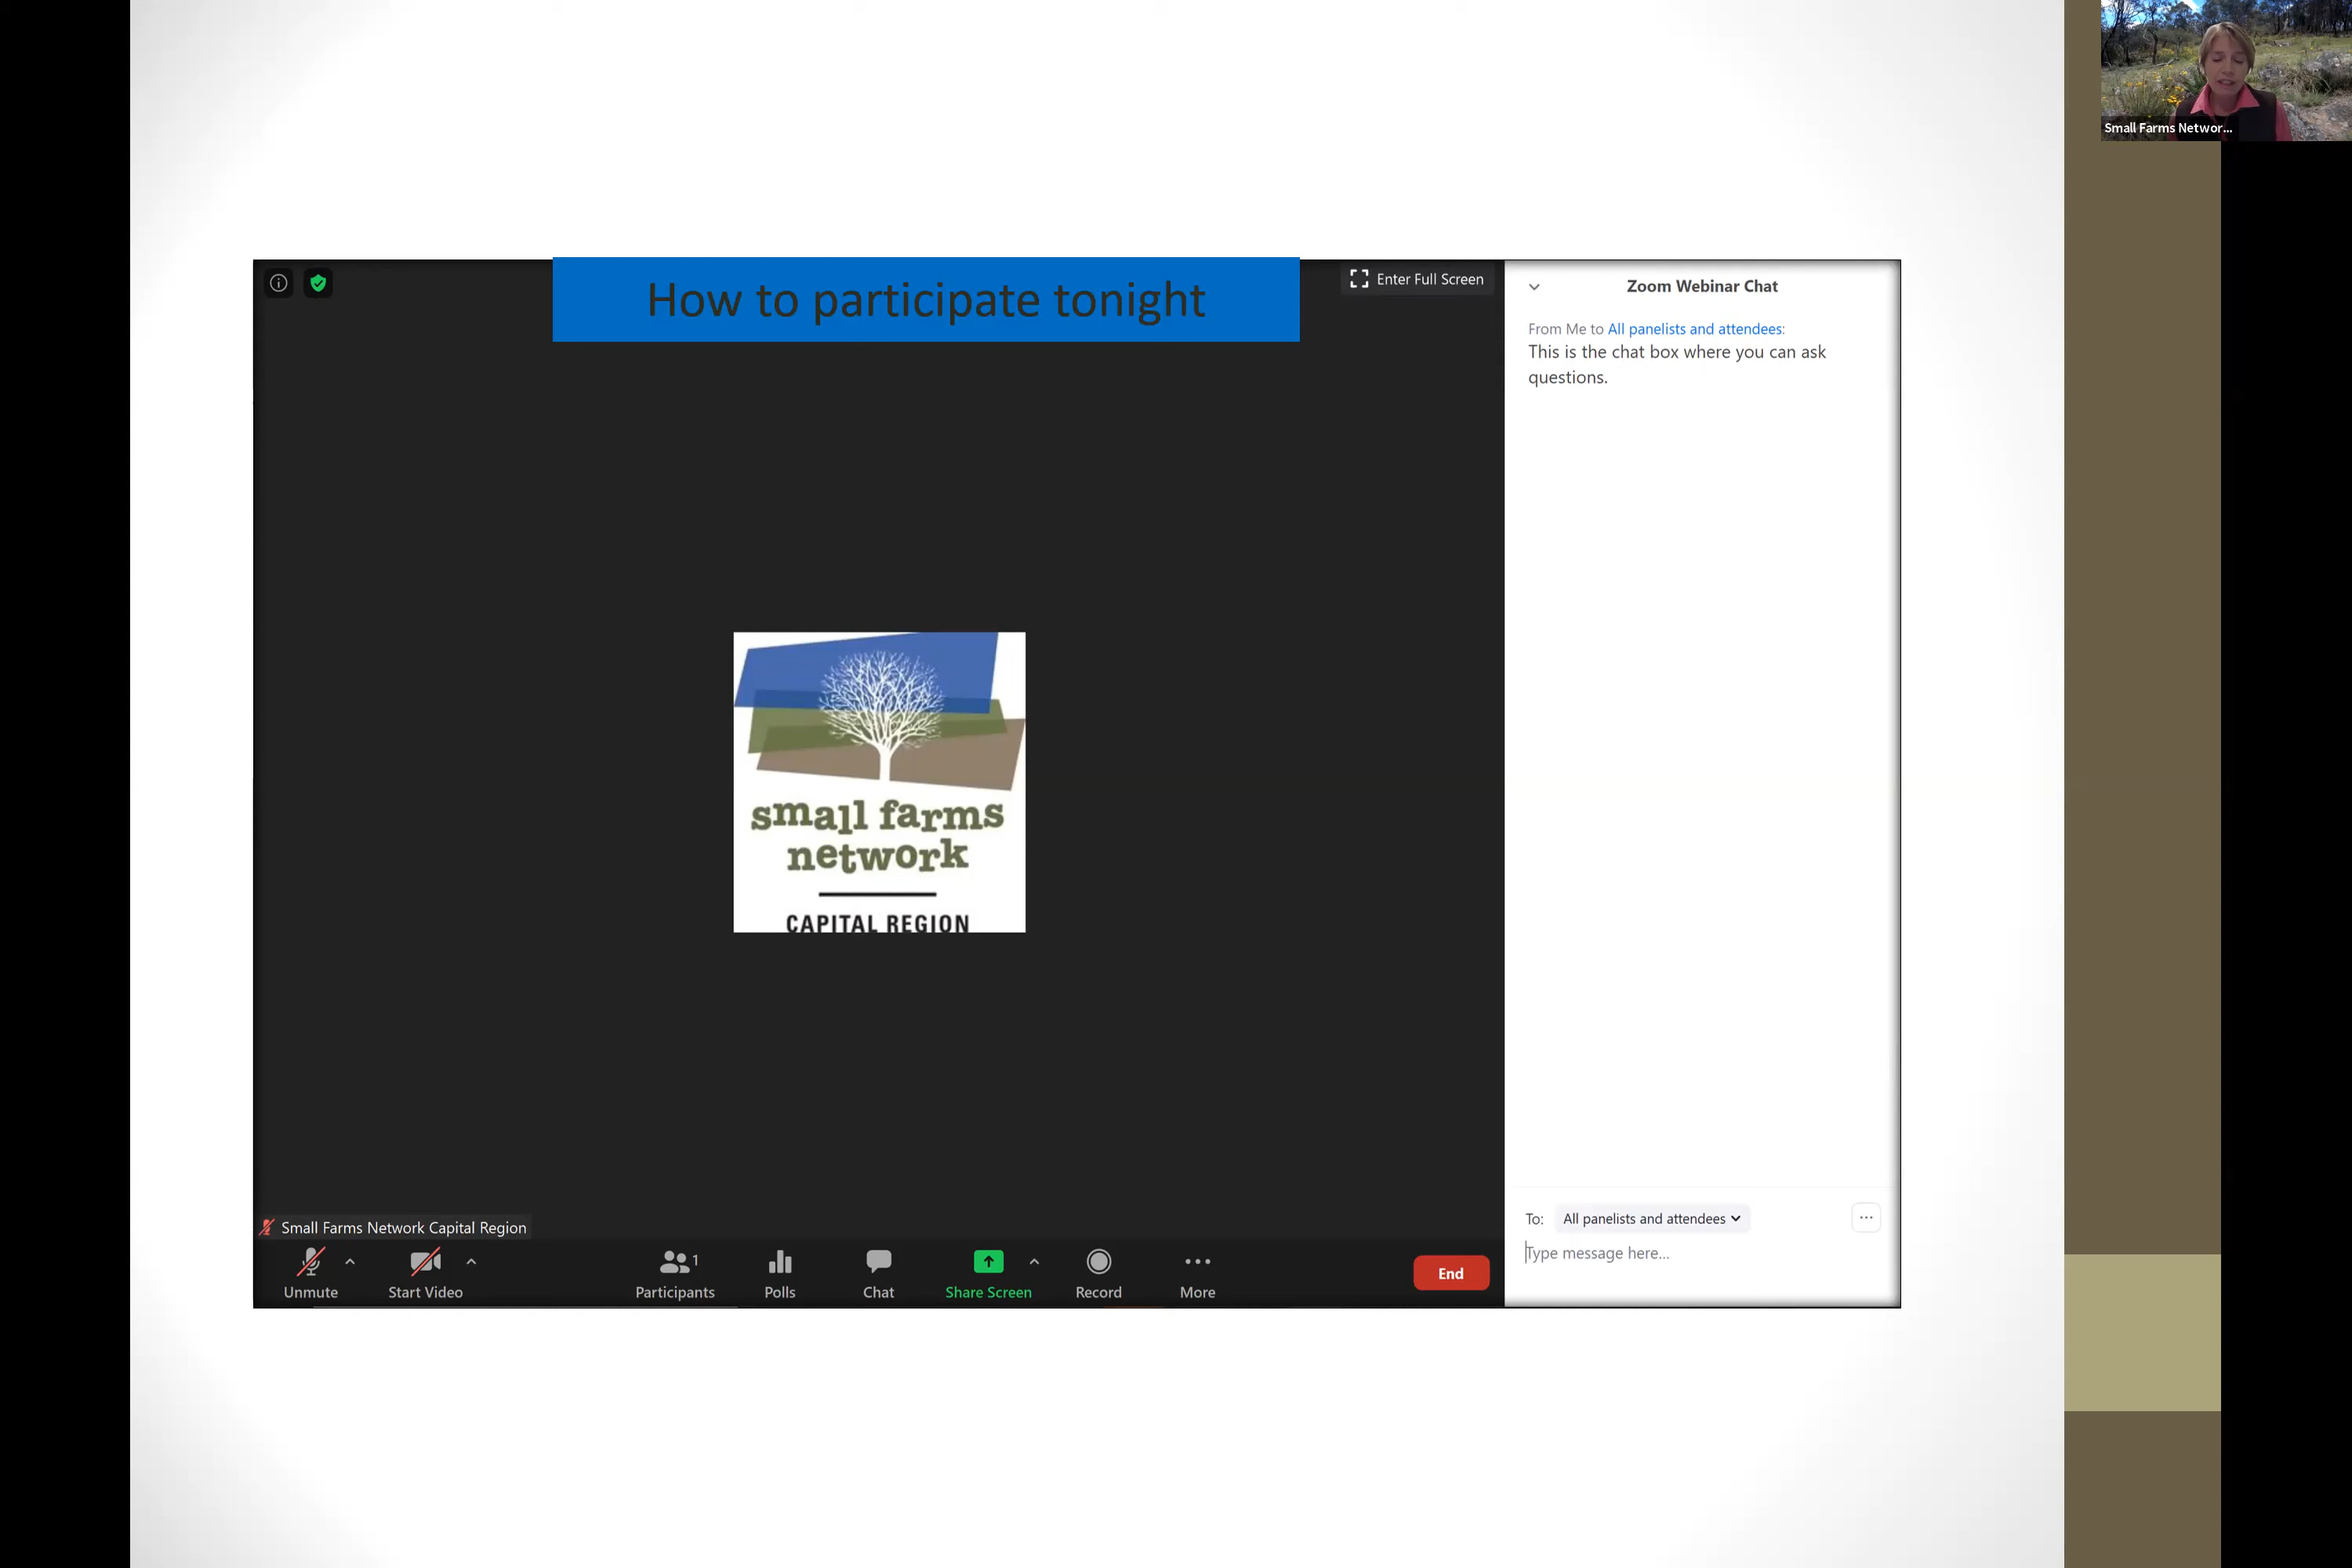 Small Farms Networ...
How to participate tonight
Enter Full Screen
Zoom Webinar Chat
From Me to All panelists and attendees:
This is the chat box where you can ask
questions.
small farms
network
CAPITAL REGION
Small Farms Network Capital Region
To: All panelists and attendees
Type message here...
Unmute
Start Video
Participants 1
Polls
Chat
Share Screen
Record
More
End